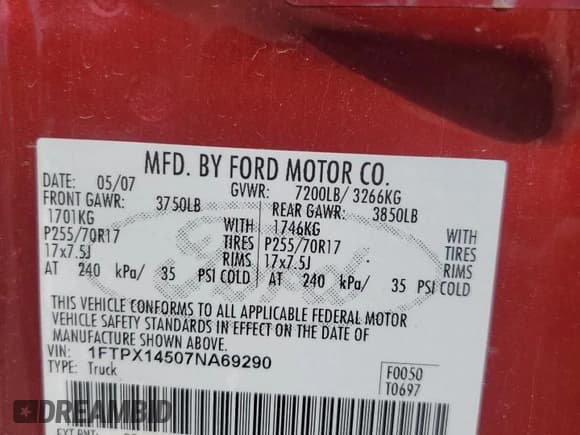 MFD. BY FORD MOTOR CO.
DATE: 05/07 GVWR: 7200LB/ 3266KG
FRONT GAWR: 3750LB REAR GAWR: 3850LB
1701KG WITH 1746KG WITH
P255/70R17 TIRES P255/70R17 TIRES
17x7.5J RIMS 17x7.5J RIMS
AT 240 kPa/ 35 PSI COLD AT 240 kPa/ 35 PSI COLD
THIS VEHICLE CONFORMS TO ALL APPLICABLE FEDERAL MOTOR
VEHICLE SAFETY STANDARDS IN EFFECT ON THE DATE OF
MANUFACTURE SHOWN ABOVE.
VIN: 1FTPX14507NA69290 F0050
TYPE: Truck T0697
EXT PNT:
Ford
DREAMBID